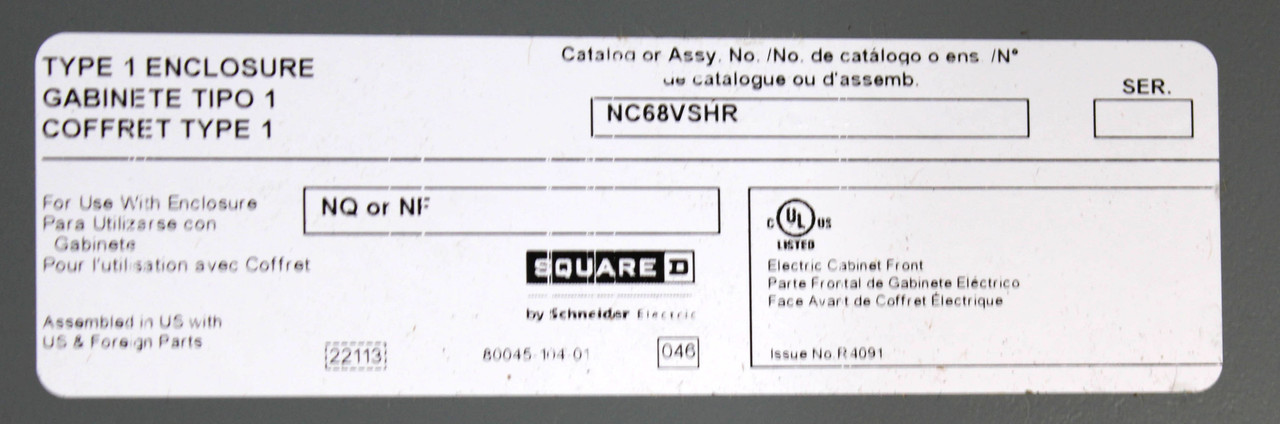 TYPE 1 ENCLOSURE
GABINETE TIPO 1
COFFRET TYPE 1
Catalog or Assy. No. /No. de catálogo o ens. /N°
de catalogue ou d'assemb.
NC68VSHR
SER.
For Use With Enclosure
Para Utilizarse con
Gabinete
Pour l'utilisation avec Coffret
NQ or NF
SQUARE D
by Schneider Electric
Assembled in US with
US & Foreign Parts
22113
80045-104-01
046
C UL US
LISTED
Electric Cabinet Front
Parte Frontal de Gabinete Eléctrico
Face Avant de Coffret Électrique
Issue No.R4091